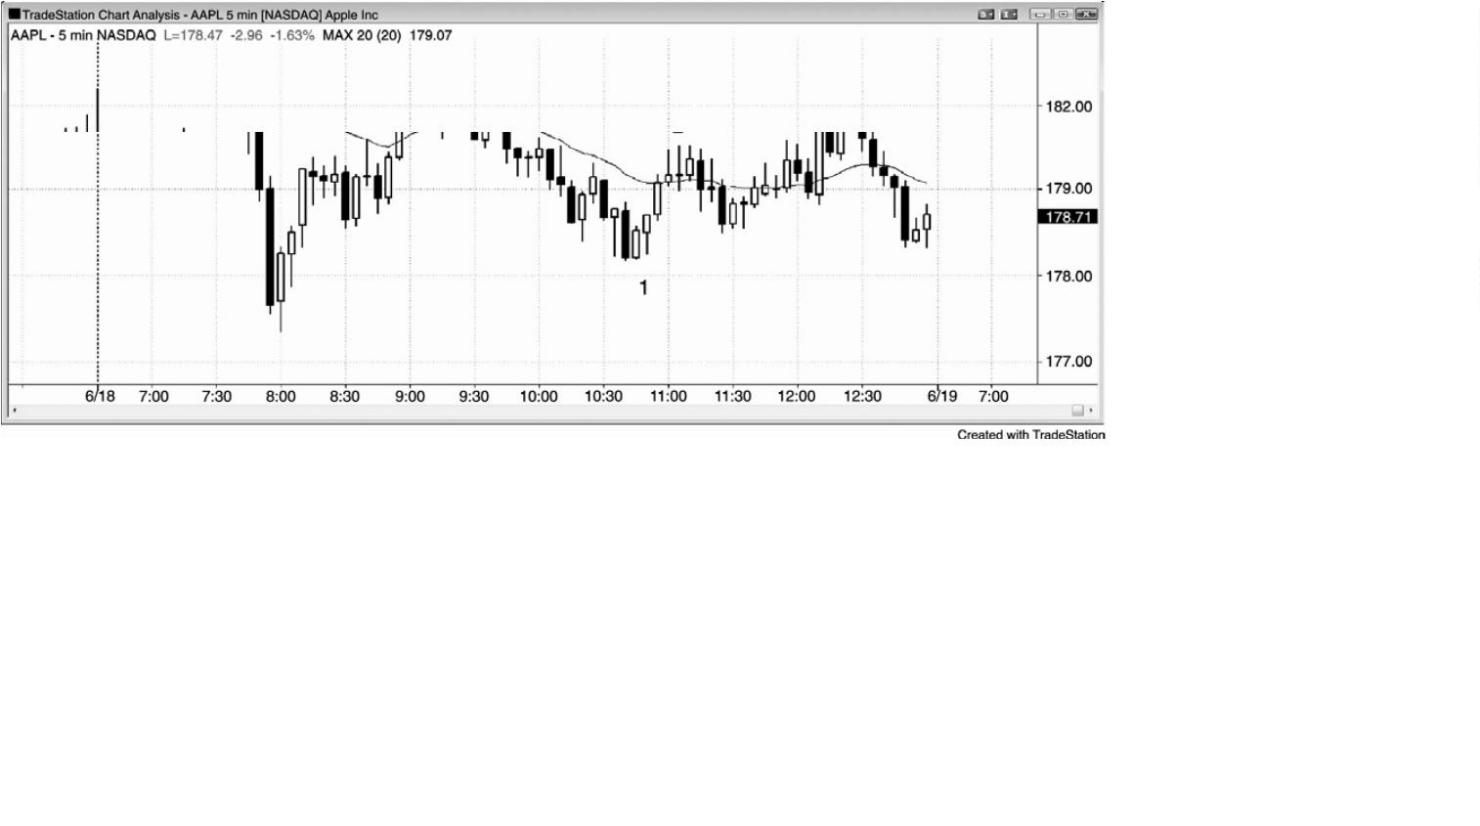 TradeStation Chart Analysis - AAPL 5 min [NASDAQ] Apple Inc
AAPL - 5 min NASDAQ L=178.47 -2.96 -1.63% MAX 20 (20) 179.07
182.00
179.00
178.71
178.00
1
177.00
6/18 7:00 7:30 8:00 8:30 9:00 9:30 10:00 10:30 11:00 11:30 12:00 12:30 6/19 7:00
Created with TradeStation